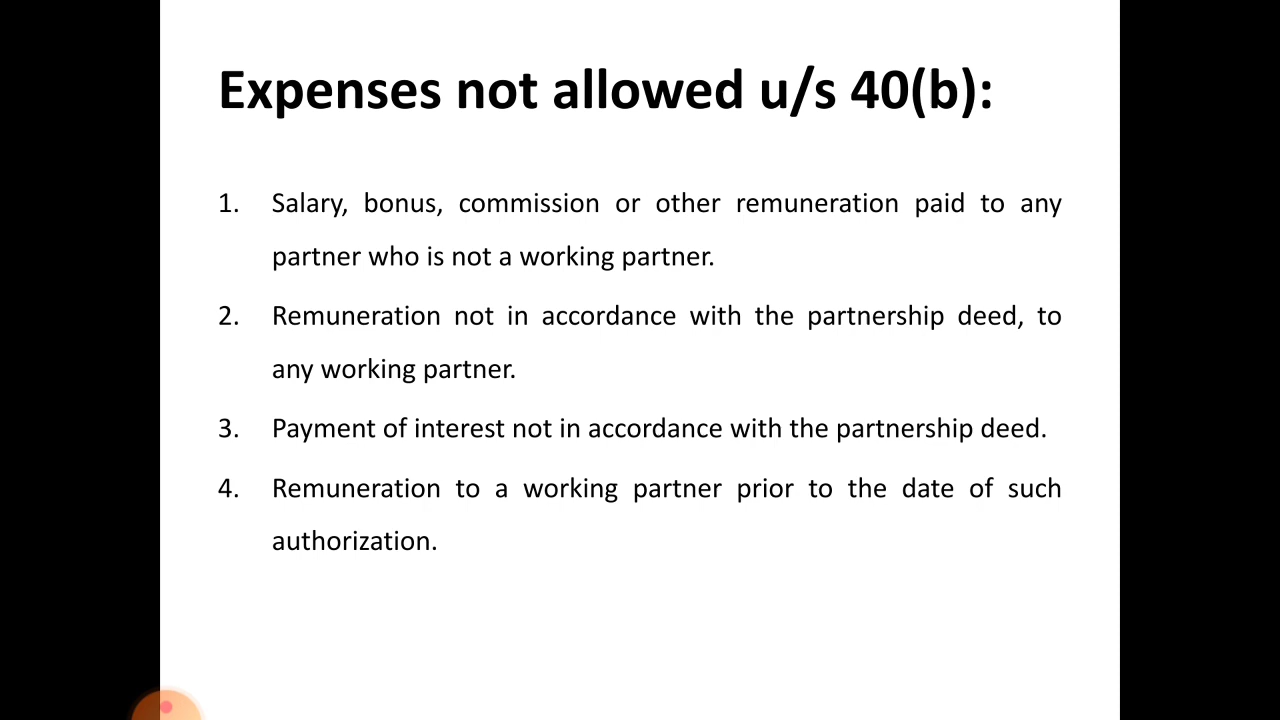 Expenses not allowed u/s 40(b):
1. Salary, bonus, commission or other remuneration paid to any
partner who is not a working partner.
2. Remuneration not in accordance with the partnership deed, to
any working partner.
3. Payment of interest not in accordance with the partnership deed.
4. Remuneration to a working partner prior to the date of such
authorization.